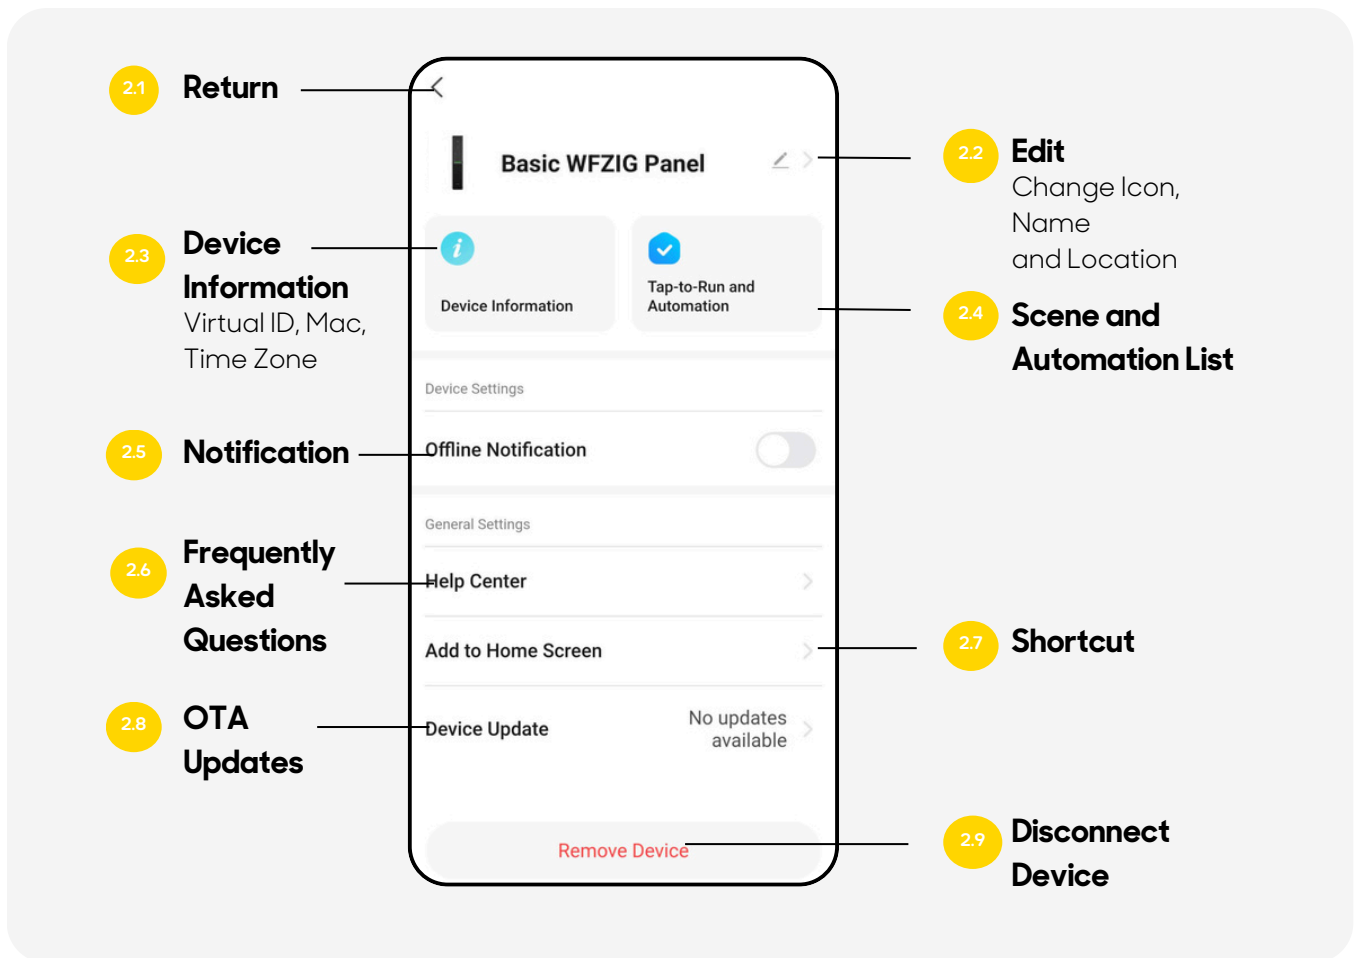 2.1
Return
Basic WFZIG Panel
2.2
Edit
Change Icon,
Name
and Location
2.3
Device
Information
Virtual ID, Mac,
Time Zone
i
Device Information
Tap-to-Run and
Automation
2.4
Scene and
Automation List
Device Settings
2.5
Notification
Offline Notification
General Settings
2.6
Frequently
Asked
Questions
Help Center
Add to Home Screen
2.7
Shortcut
2.8
OTA
Updates
Device Update
No updates
available
Remove Device
2.9
Disconnect
Device